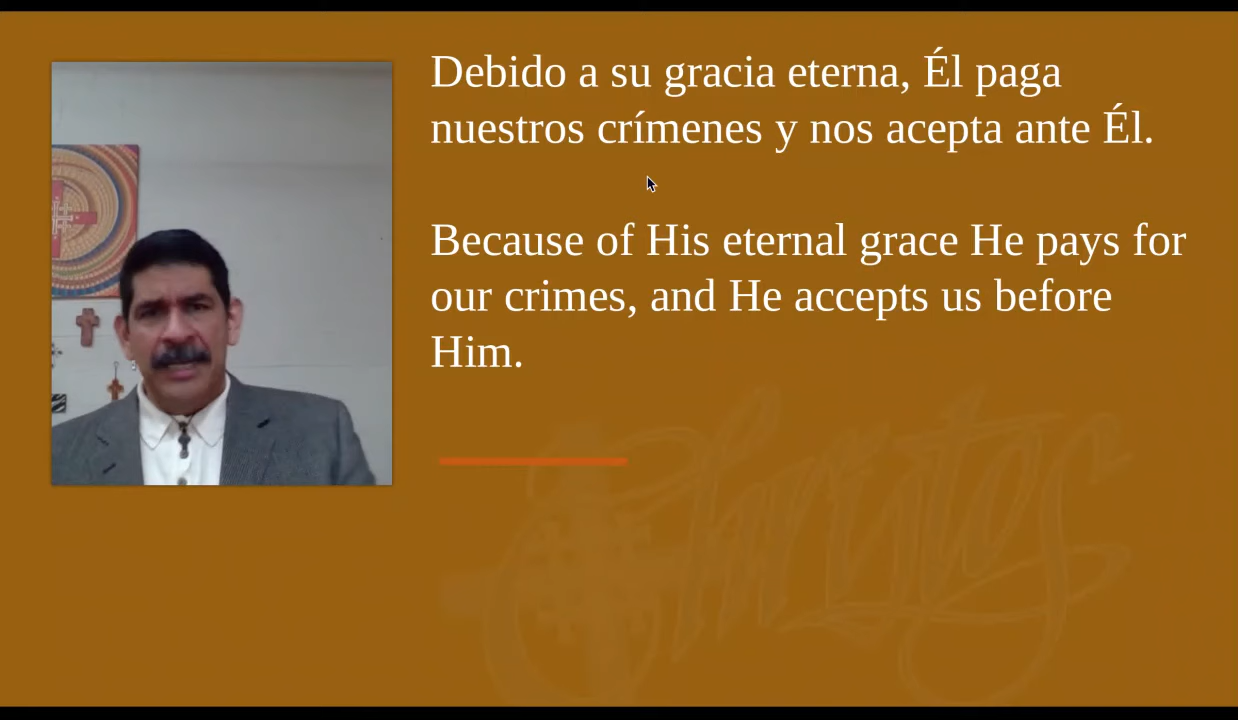 Debido a su gracia eterna, Él paga
nuestros crímenes y nos acepta ante Él.
Because of His eternal grace He pays for
our crimes, and He accepts us before
Him.
Christos